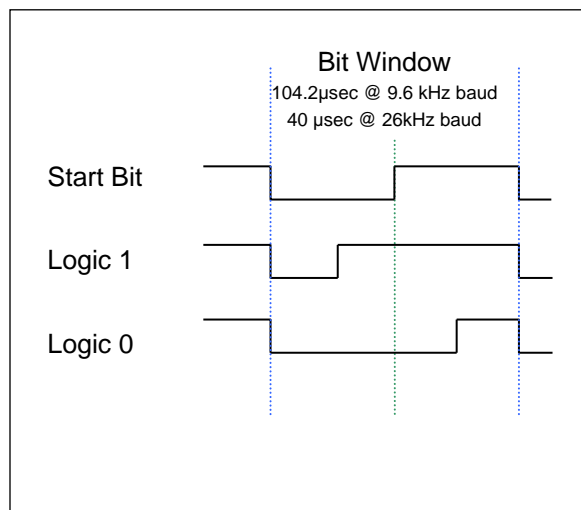 Bit Window
104.2µsec @ 9.6 kHz baud
40 µsec @ 26kHz baud
Start Bit
Logic 1
Logic 0